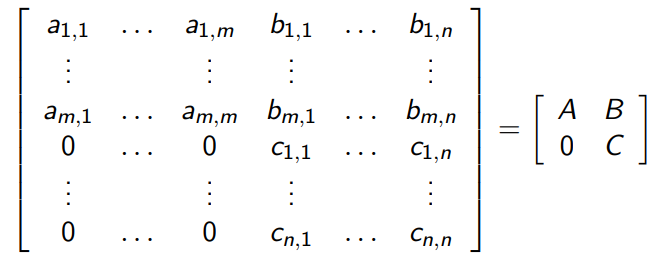 a1,1 … a1,m b1,1 … b1,n
⋮ ⋮ ⋮ ⋮
am,1 … am,m bm,1 … bm,n
0 … 0 c1,1 … c1,n
⋮ ⋮ ⋮ ⋮
0 … 0 cn,1 … cn,n
=
A B
0 C